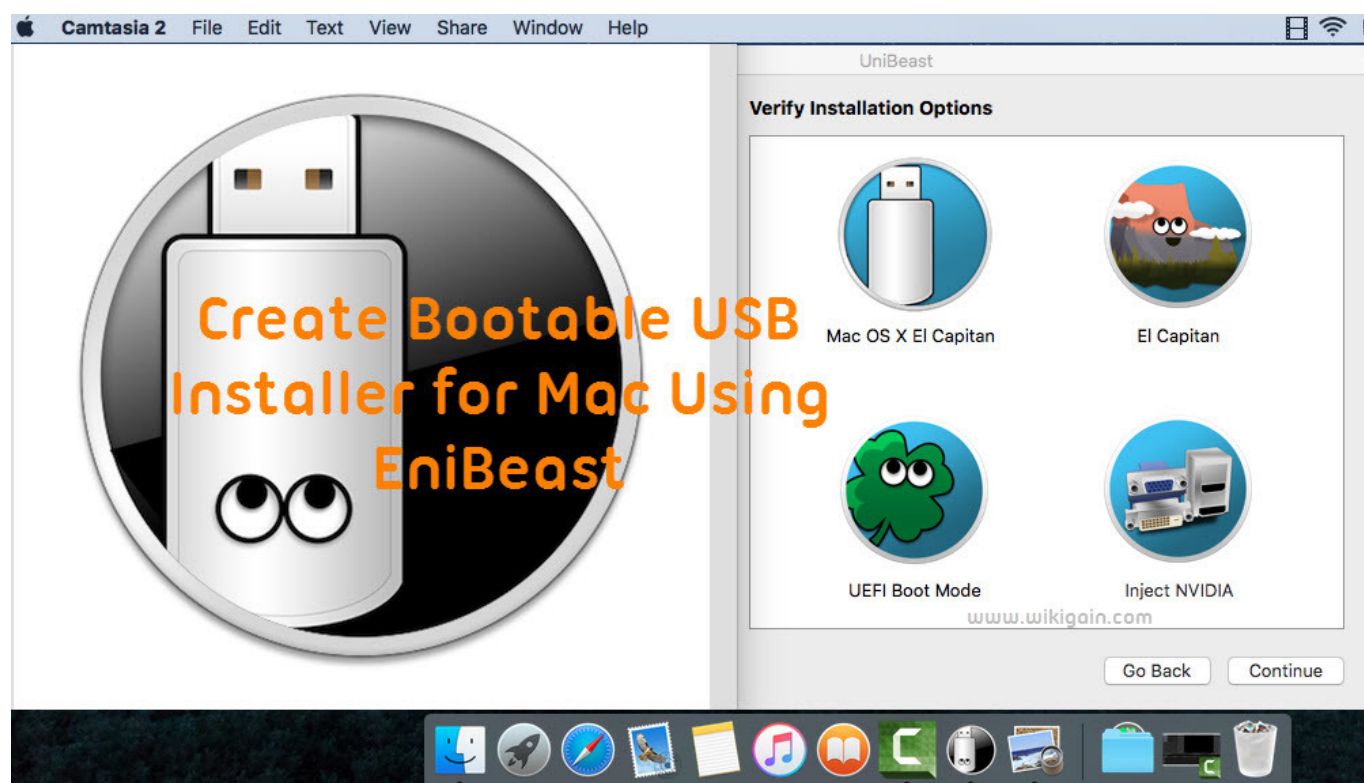 Camtasia 2 File Edit Text View Share Window Help
UniBeast
Verify Installation Options
Create Bootable USB
Installer for Mac Using
EniBeast
Mac OS X El Capitan
El Capitan
UEFI Boot Mode
Inject NVIDIA
www.wikigain.com
Go Back
Continue